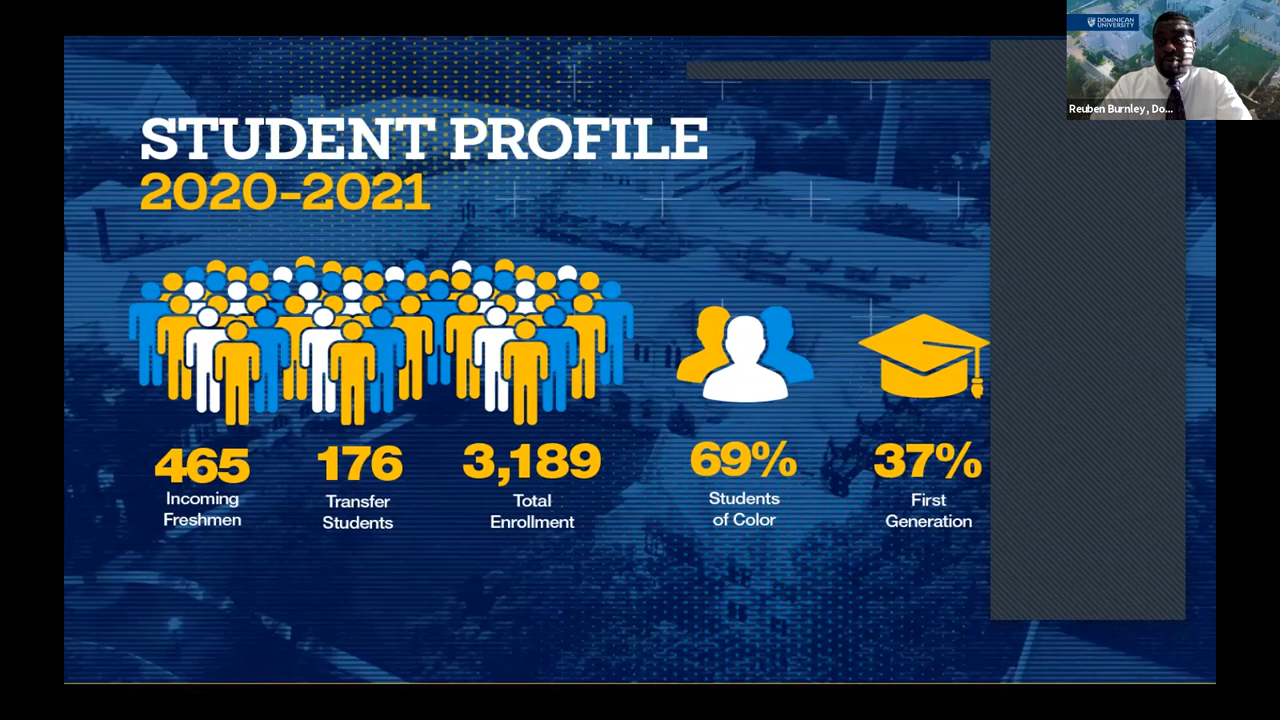 DOMINICAN
UNIVERSITY
Reuben Burnley, Do...
STUDENT PROFILE
2020-2021
465
Incoming
Freshmen
176
Transfer
Students
3,189
Total
Enrollment
69%
Students
of Color
37%
First
Generation